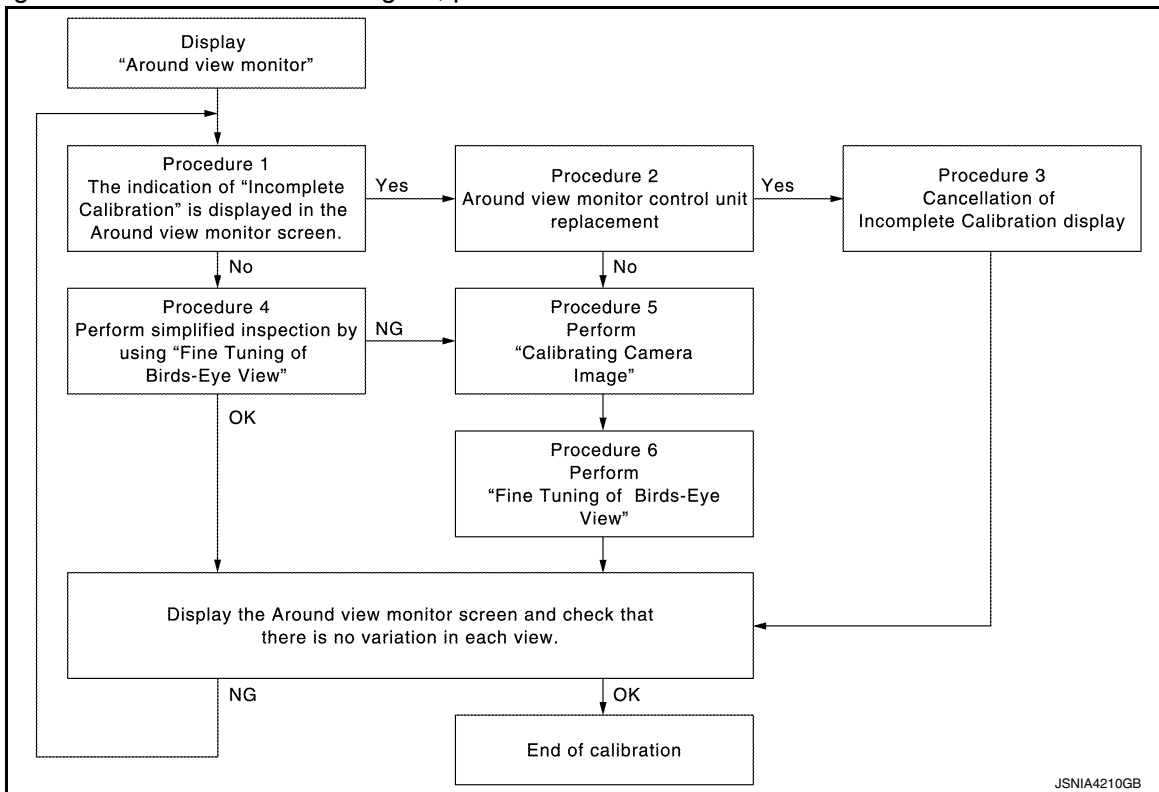 Display
“Around view monitor”
Procedure 1
The indication of “Incomplete
Calibration” is displayed in the
Around view monitor screen.
Yes
Procedure 2
Around view monitor control unit
replacement
Yes
Procedure 3
Cancellation of
Incomplete Calibration display
No
No
Procedure 4
Perform simplified inspection by
using “Fine Tuning of
Birds-Eye View”
NG
Procedure 5
Perform
“Calibrating Camera
Image”
OK
Procedure 6
Perform
“Fine Tuning of Birds-Eye
View”
Display the Around view monitor screen and check that
there is no variation in each view.
NG
OK
End of calibration
JSNIA4210GB